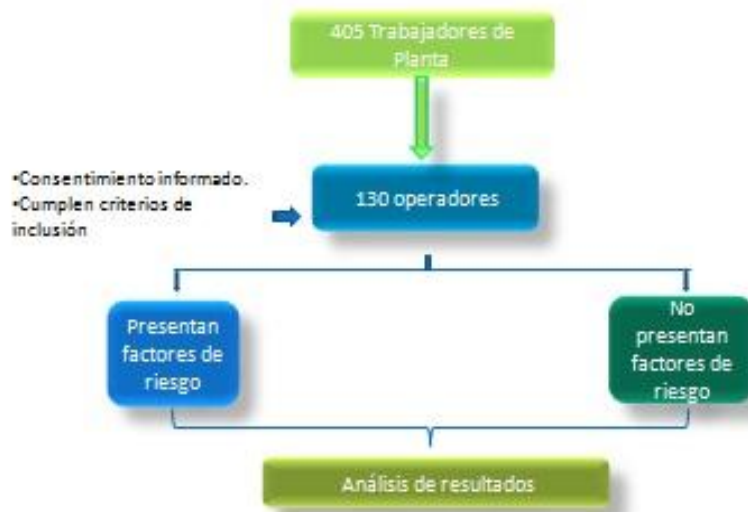 405 Trabajadores de
Planta
•Consentimiento informado.
•Cumplen criterios de
inclusión
130 operadores
Presentan
factores de
riesgo
No
presentan
factores de
riesgo
Análisis de resultados